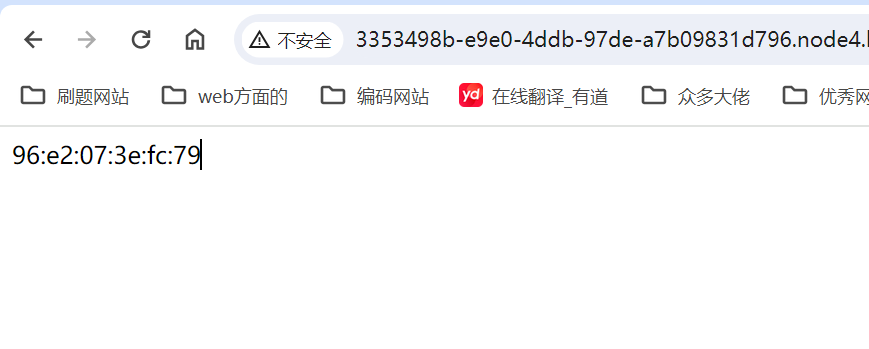 不安全 3353498b-e9e0-4ddb-97de-a7b09831d796.node4.
刷题网站 web方面的 编码网站 yd 在线翻译_有道 众多大佬 优秀网
96:e2:07:3e:fc:79